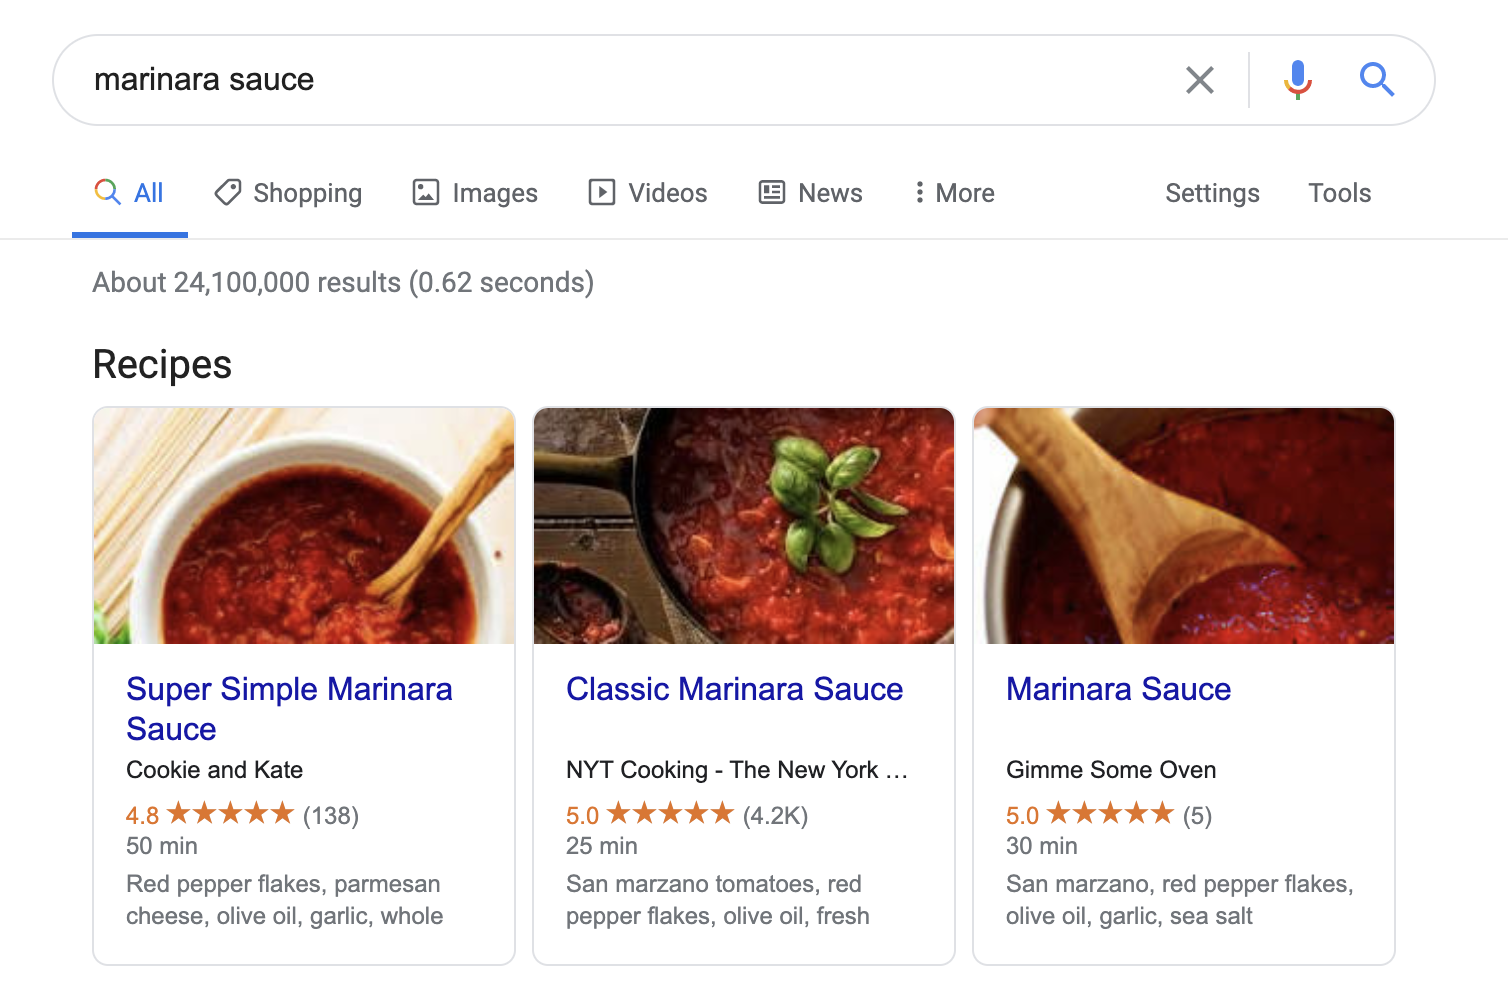 marinara sauce
All Shopping Images Videos News More Settings Tools
About 24,100,000 results (0.62 seconds)
Recipes
Super Simple Marinara
Sauce
Cookie and Kate
4.8 ★★★★★ (138)
50 min
Red pepper flakes, parmesan
cheese, olive oil, garlic, whole
Classic Marinara Sauce
NYT Cooking - The New York ...
5.0 ★★★★★ (4.2K)
25 min
San marzano tomatoes, red
pepper flakes, olive oil, fresh
Marinara Sauce
Gimme Some Oven
5.0 ★★★★★ (5)
30 min
San marzano, red pepper flakes,
olive oil, garlic, sea salt